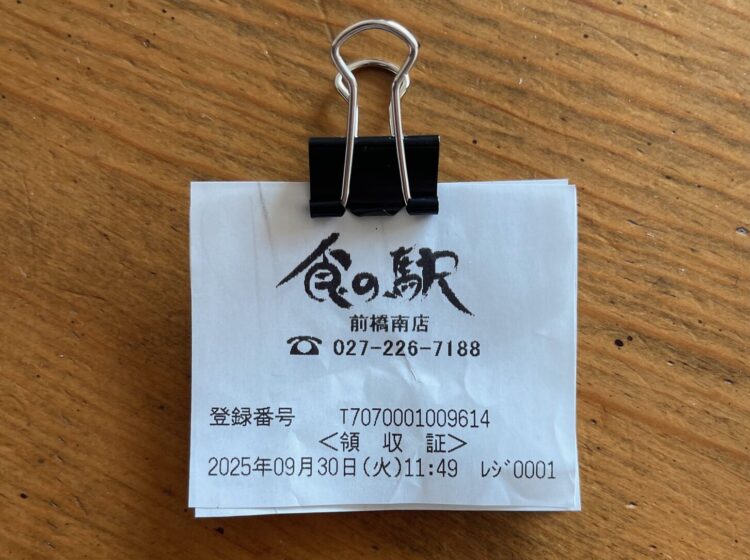 食の駅
前橋南店
☎ 027-226-7188
登録番号 T7070001009614
<領 収 証>
2025年09月30日(火)11:49 ﾚｼﾞ0001